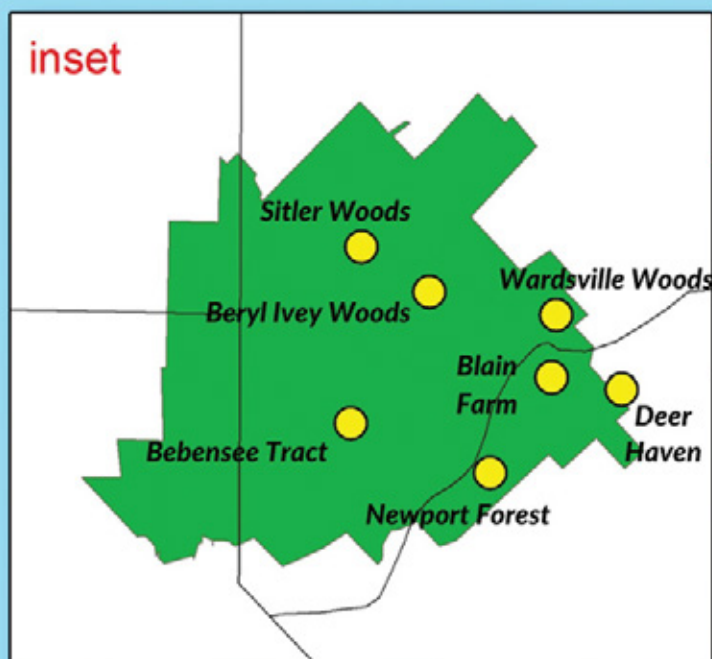 inset
Sitler Woods
Wardsville Woods
Beryl Ivey Woods
Blain
Farm
Deer
Haven
Bebensee Tract
Newport Forest